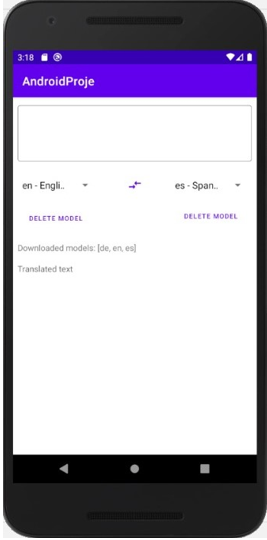 3:18
AndroidProje
en - Engli..
es - Span..
DELETE MODEL
DELETE MODEL
Downloaded models: [de, en, es]
Translated text